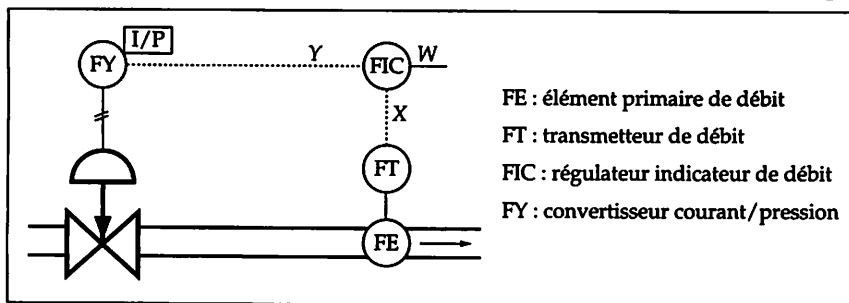 I/P
FY
Y
FIC
W
X
FT
FE
FE : élément primaire de débit
FT : transmetteur de débit
FIC : régulateur indicateur de débit
FY : convertisseur courant/pression